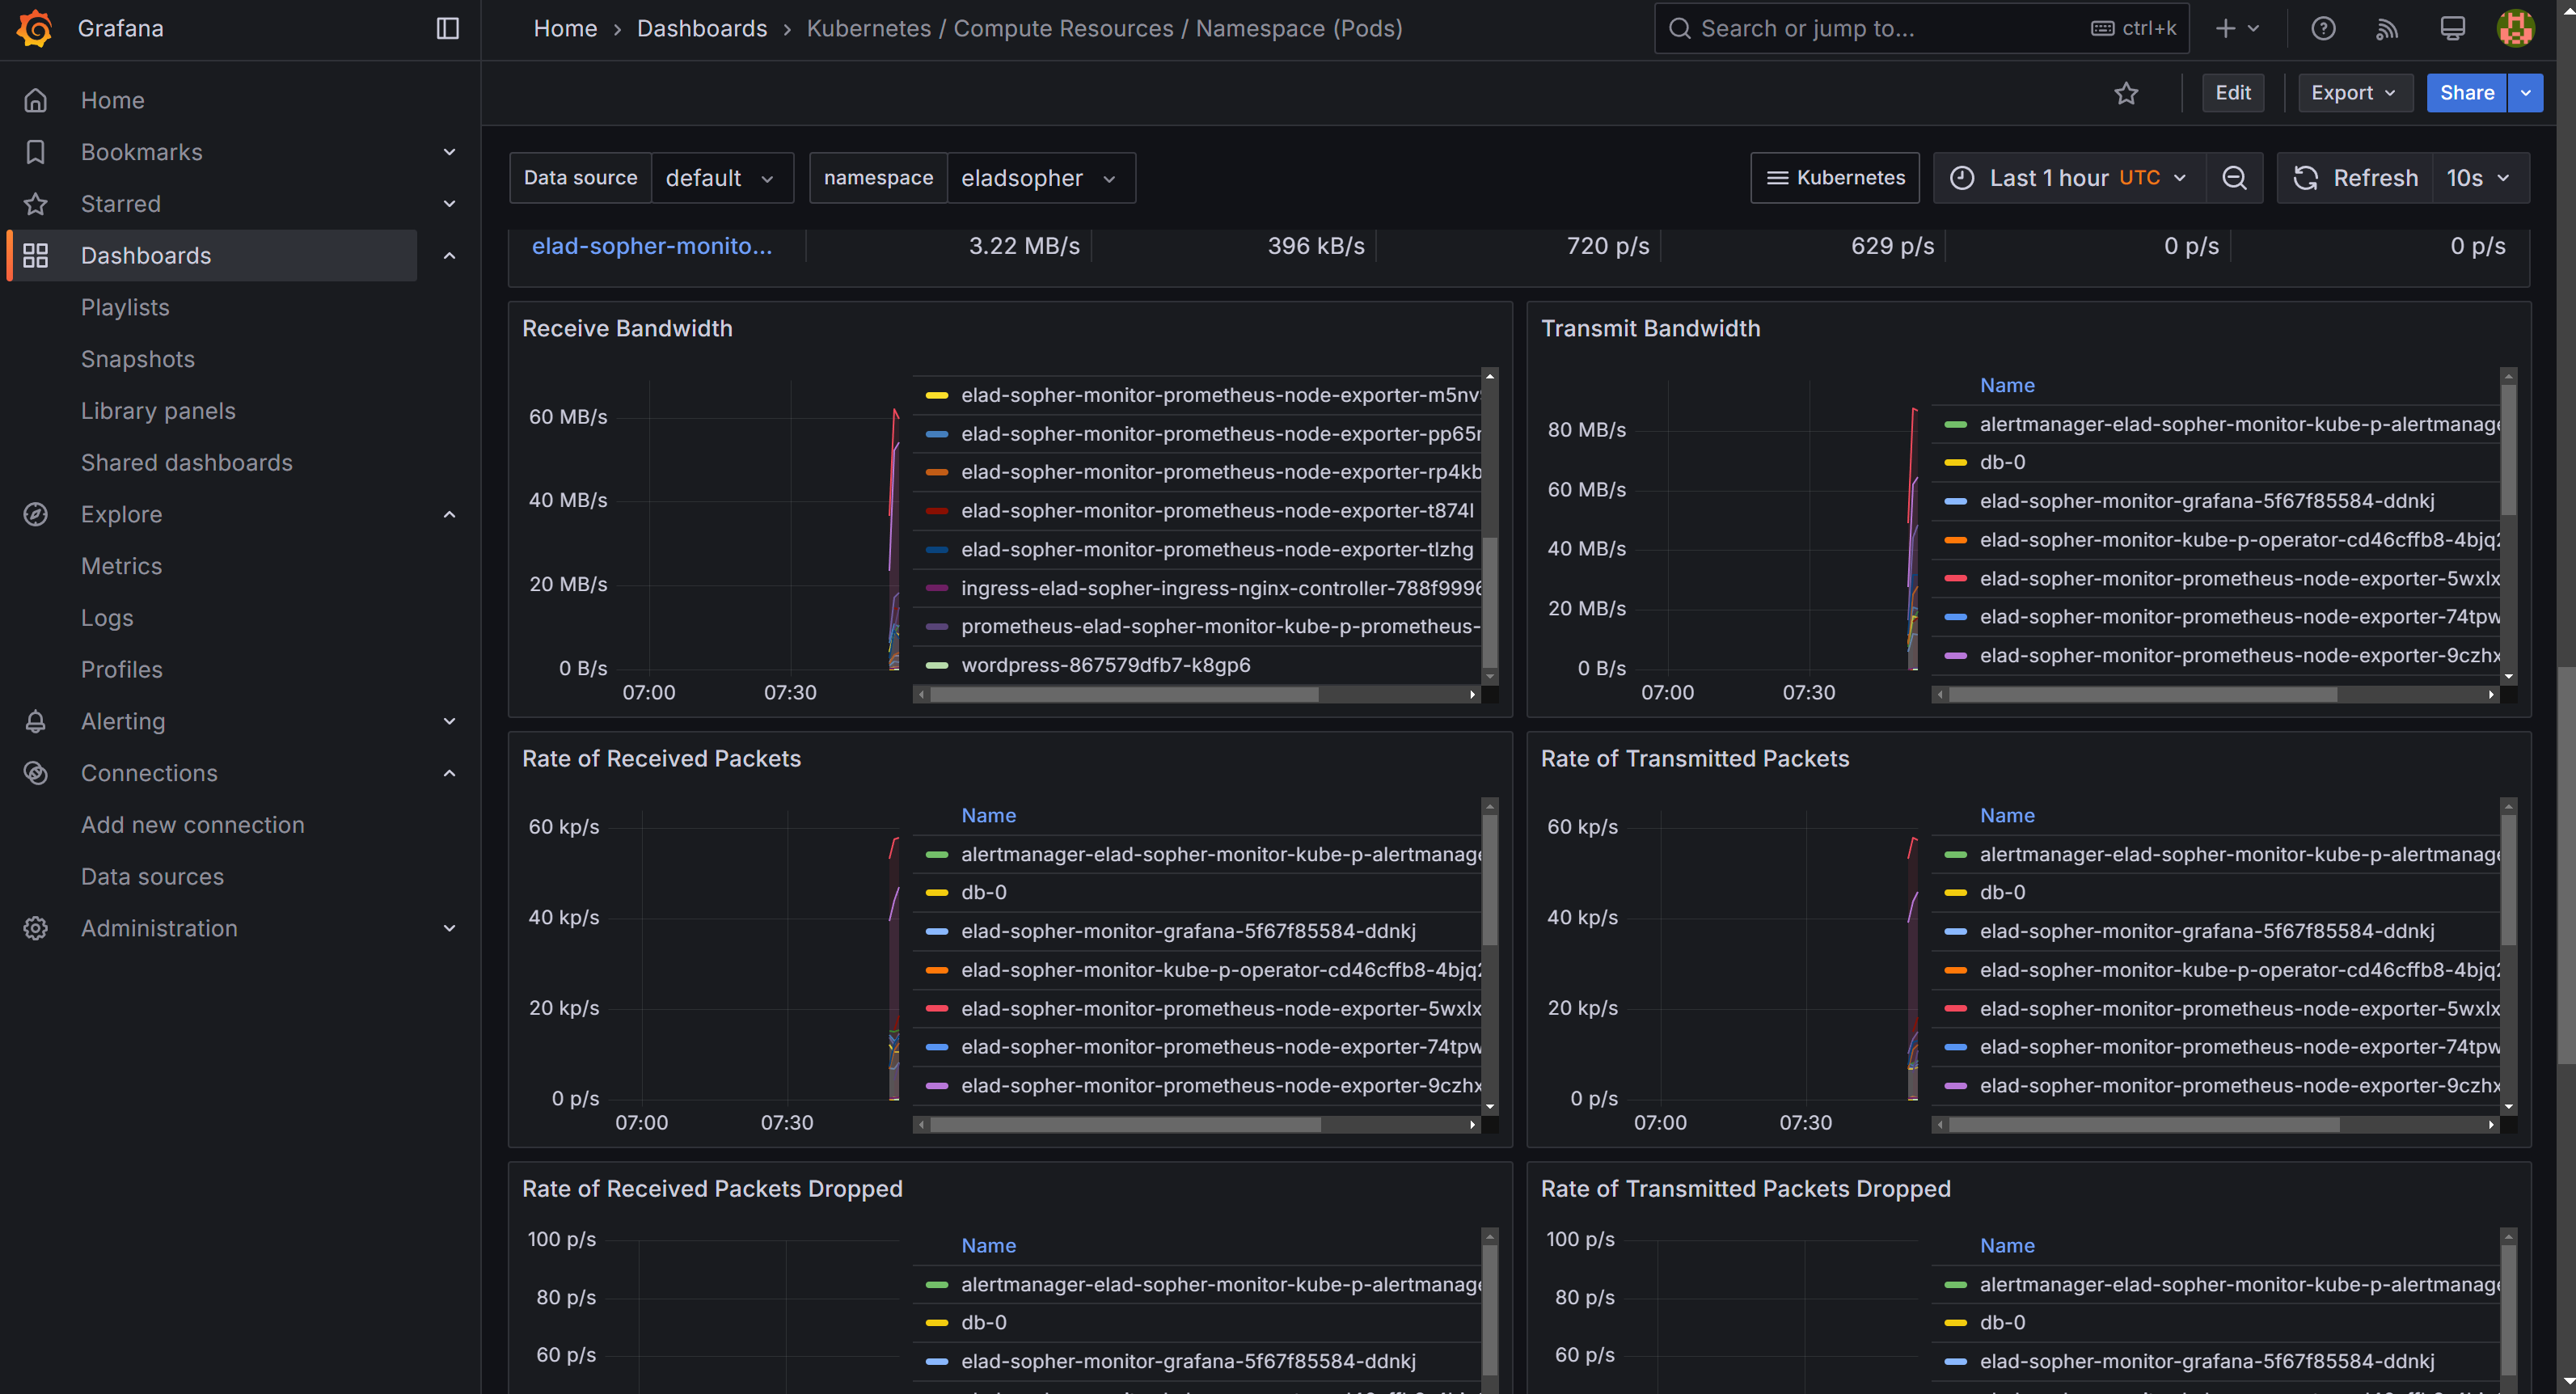 Grafana
Home › Dashboards › Kubernetes / Compute Resources / Namespace (Pods)
Search or jump to...
ctrl+k
Home
Bookmarks
Starred
Dashboards
Playlists
Snapshots
Library panels
Shared dashboards
Explore
Metrics
Logs
Profiles
Alerting
Connections
Add new connection
Data sources
Administration
Edit
Export
Share
Data source default
namespace eladsopher
Kubernetes
Last 1 hour UTC
Refresh
10s
elad-sopher-monito... 3.22 MB/s 396 kB/s 720 p/s 629 p/s 0 p/s 0 p/s
Receive Bandwidth
60 MB/s
40 MB/s
20 MB/s
0 B/s
07:00 07:30
elad-sopher-monitor-prometheus-node-exporter-m5nv
elad-sopher-monitor-prometheus-node-exporter-pp65
elad-sopher-monitor-prometheus-node-exporter-rp4kb
elad-sopher-monitor-prometheus-node-exporter-t874l
elad-sopher-monitor-prometheus-node-exporter-tlzhg
ingress-elad-sopher-ingress-nginx-controller-788f9996
prometheus-elad-sopher-monitor-kube-p-prometheus-
wordpress-867579dfb7-k8gp6
Transmit Bandwidth
80 MB/s
60 MB/s
40 MB/s
20 MB/s
0 B/s
07:00 07:30
Name
alertmanager-elad-sopher-monitor-kube-p-alertmanage
db-0
elad-sopher-monitor-grafana-5f67f85584-ddnkj
elad-sopher-monitor-kube-p-operator-cd46cffb8-4bjq
elad-sopher-monitor-prometheus-node-exporter-5wxlx
elad-sopher-monitor-prometheus-node-exporter-74tpw
elad-sopher-monitor-prometheus-node-exporter-9czhx
Rate of Received Packets
60 kp/s
40 kp/s
20 kp/s
0 p/s
07:00 07:30
Name
alertmanager-elad-sopher-monitor-kube-p-alertmanage
db-0
elad-sopher-monitor-grafana-5f67f85584-ddnkj
elad-sopher-monitor-kube-p-operator-cd46cffb8-4bjq
elad-sopher-monitor-prometheus-node-exporter-5wxlx
elad-sopher-monitor-prometheus-node-exporter-74tpw
elad-sopher-monitor-prometheus-node-exporter-9czhx
Rate of Transmitted Packets
60 kp/s
40 kp/s
20 kp/s
0 p/s
07:00 07:30
Name
alertmanager-elad-sopher-monitor-kube-p-alertmanage
db-0
elad-sopher-monitor-grafana-5f67f85584-ddnkj
elad-sopher-monitor-kube-p-operator-cd46cffb8-4bjq
elad-sopher-monitor-prometheus-node-exporter-5wxlx
elad-sopher-monitor-prometheus-node-exporter-74tpw
elad-sopher-monitor-prometheus-node-exporter-9czhx
Rate of Received Packets Dropped
100 p/s
80 p/s
60 p/s
Name
alertmanager-elad-sopher-monitor-kube-p-alertmanage
db-0
elad-sopher-monitor-grafana-5f67f85584-ddnkj
Rate of Transmitted Packets Dropped
100 p/s
80 p/s
60 p/s
Name
alertmanager-elad-sopher-monitor-kube-p-alertmanage
db-0
elad-sopher-monitor-grafana-5f67f85584-ddnkj